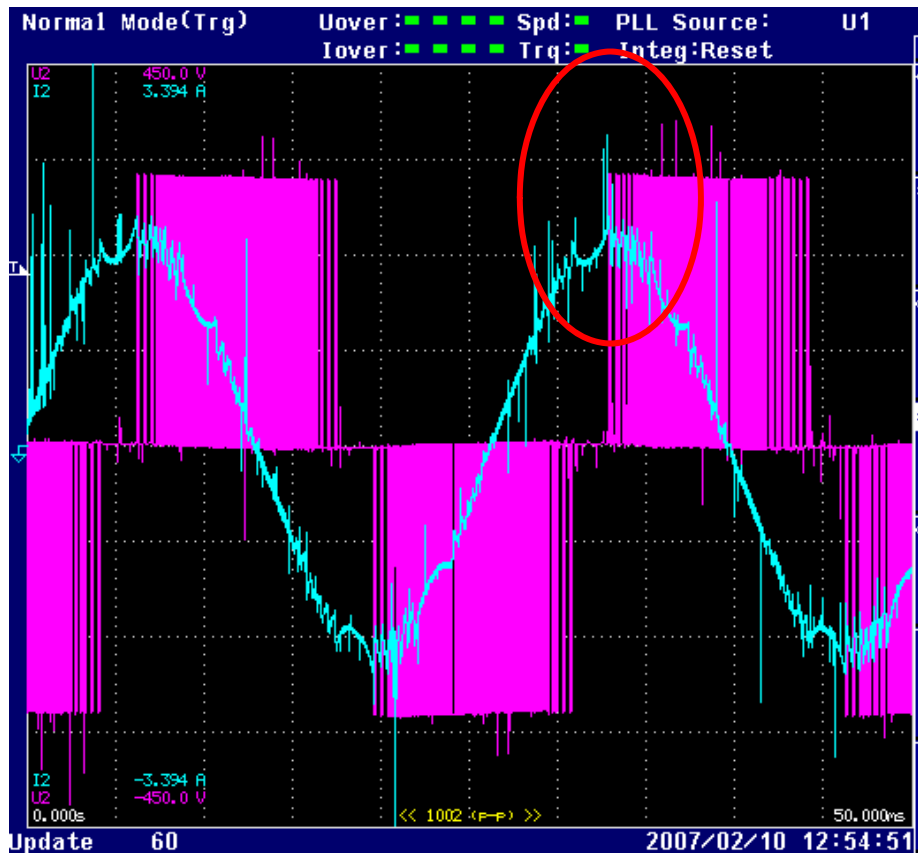 Normal Mode(Trg) Uover: Spd: PLL Source: U1
Iover: Trq: Integ:Reset
U2 450.0 V
I2 3.394 A
T
I2 -3.394 A
U2 -450.0 V
0.000s << 1002 (p-p) >> 50.000ms
Update 60 2007/02/10 12:54:51